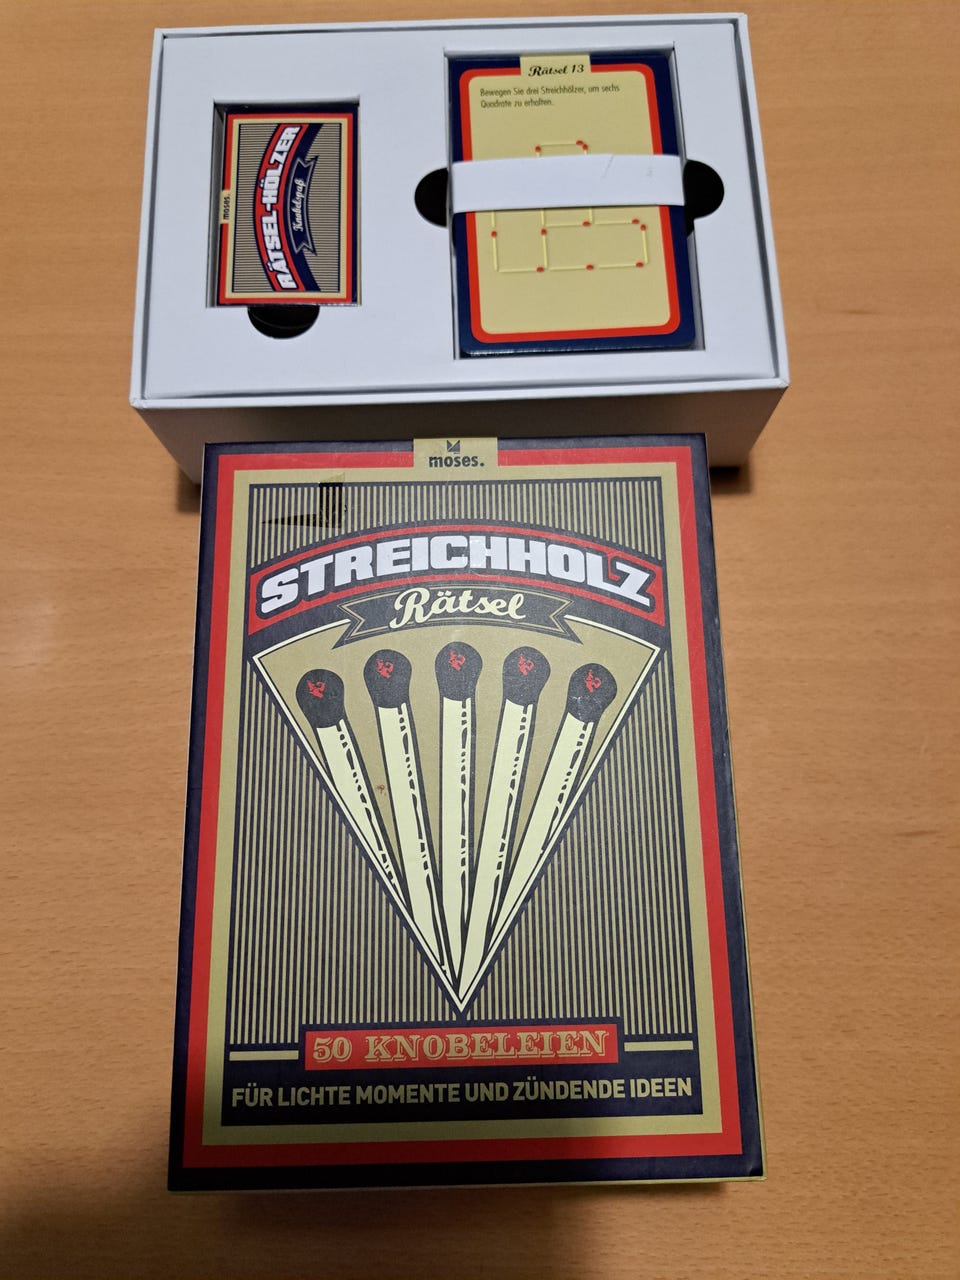 Rätsel 13
Bewegen Sie drei Streichhölzer, um sechs
Quadrate zu erhalten.
moses.
RÄTSEL-HÖLZER
Knobelspaß
moses.
STREICHHOLZ
Rätsel
50 KNOBELEIEN
FÜR LICHTE MOMENTE UND ZÜNDENDE IDEEN